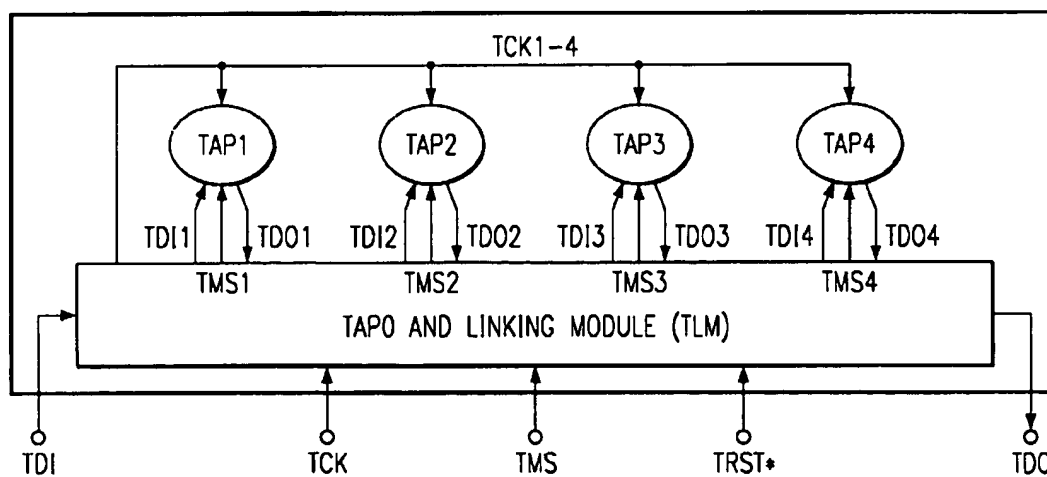 TCK1-4
TAP1 TAP2 TAP3 TAP4
TDI1 TDO1 TDI2 TDO2 TDI3 TDO3 TDI4 TDO4
TMS1 TMS2 TMS3 TMS4
TAP0 AND LINKING MODULE (TLM)
TDI TCK TMS TRST* TDO